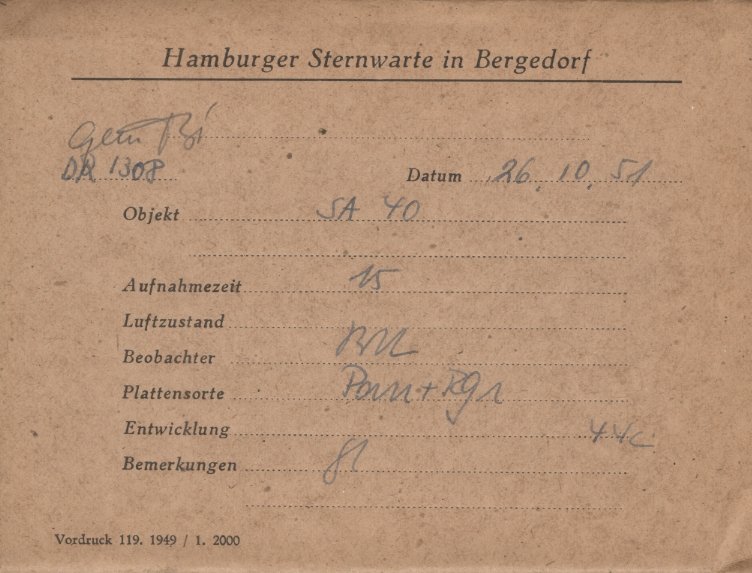 Hamburger Sternwarte in Bergedorf
DR 1308
Datum 26. 10. 51
Objekt SA 40
Aufnahmezeit 15
Luftzustand
Beobachter
Plattensorte
Entwicklung
Bemerkungen
Vordruck 119. 1949 / 1. 2000